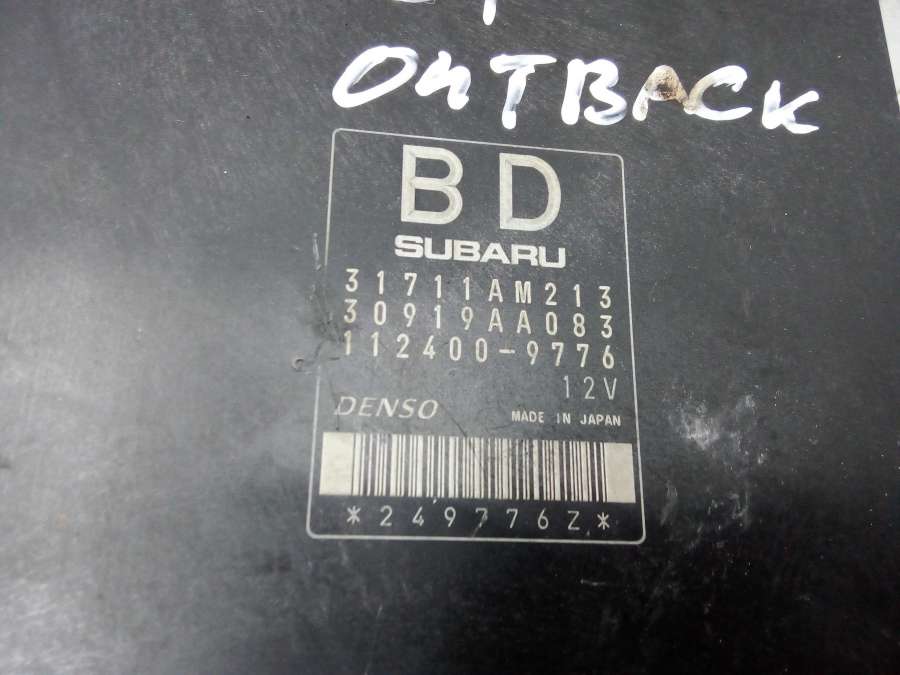 OUTBACK
BD
SUBARU
31711AM213
30919AA083
112400-9776
12V
DENSO MADE IN JAPAN
*249776Z*